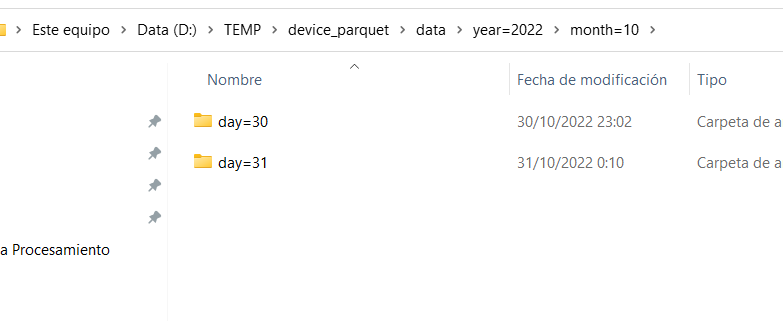 Este equipo > Data (D:) > TEMP > device_parquet > data > year=2022 > month=10 >
Nombre Fecha de modificación Tipo
day=30 30/10/2022 23:02 Carpeta de a
day=31 31/10/2022 0:10 Carpeta de a
a Procesamiento